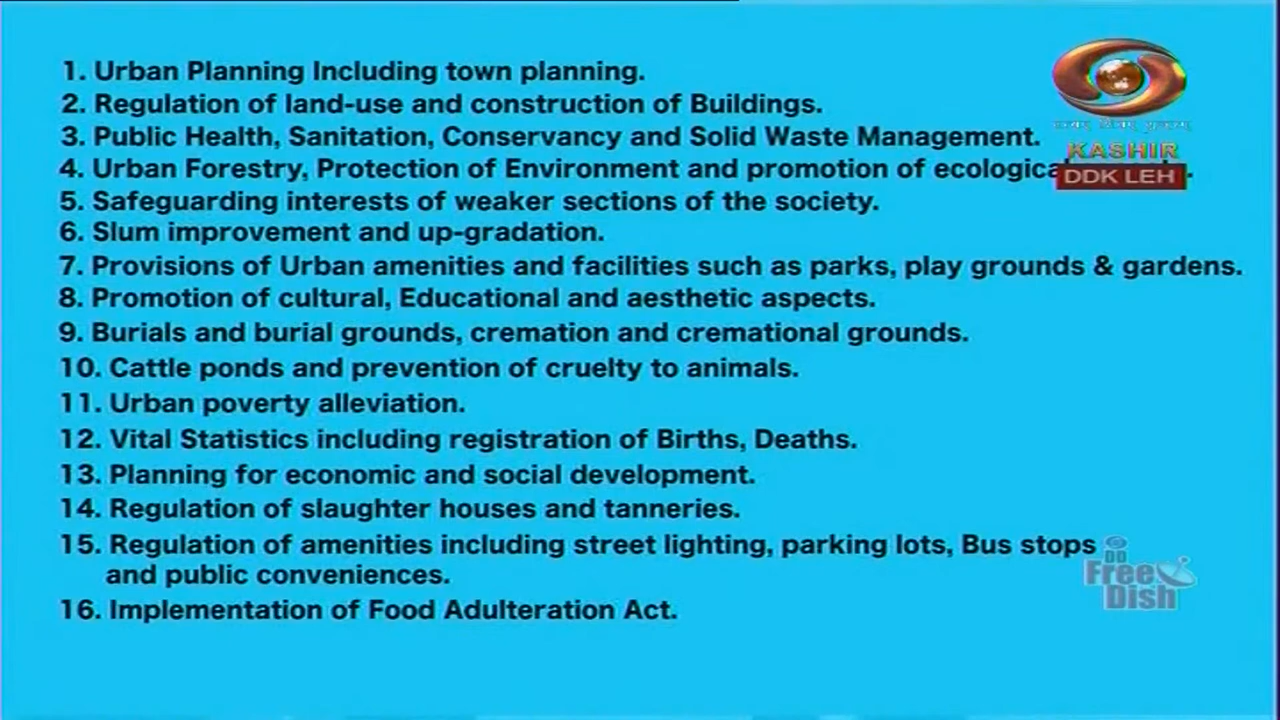 1. Urban Planning Including town planning.
2. Regulation of land-use and construction of Buildings.
3. Public Health, Sanitation, Conservancy and Solid Waste Management.
4. Urban Forestry, Protection of Environment and promotion of
5. Safeguarding interests of weaker sections of the society.
6. Slum improvement and up-gradation.
7. Provisions of Urban amenities and facilities such as parks, play grounds & gardens.
8. Promotion of cultural, Educational and aesthetic aspects.
9. Burials and burial grounds, cremation and cremational grounds.
10. Cattle ponds and prevention of cruelty to animals.
11. Urban poverty alleviation.
12. Vital Statistics including registration of Births, Deaths.
13. Planning for economic and social development.
14. Regulation of slaughter houses and tanneries.
15. Regulation of amenities including street lighting, parking lots, Bus stops
and public conveniences.
16. Implementation of Food Adulteration Act.
KASHIR
DDK LEH
DD
Free
Dish